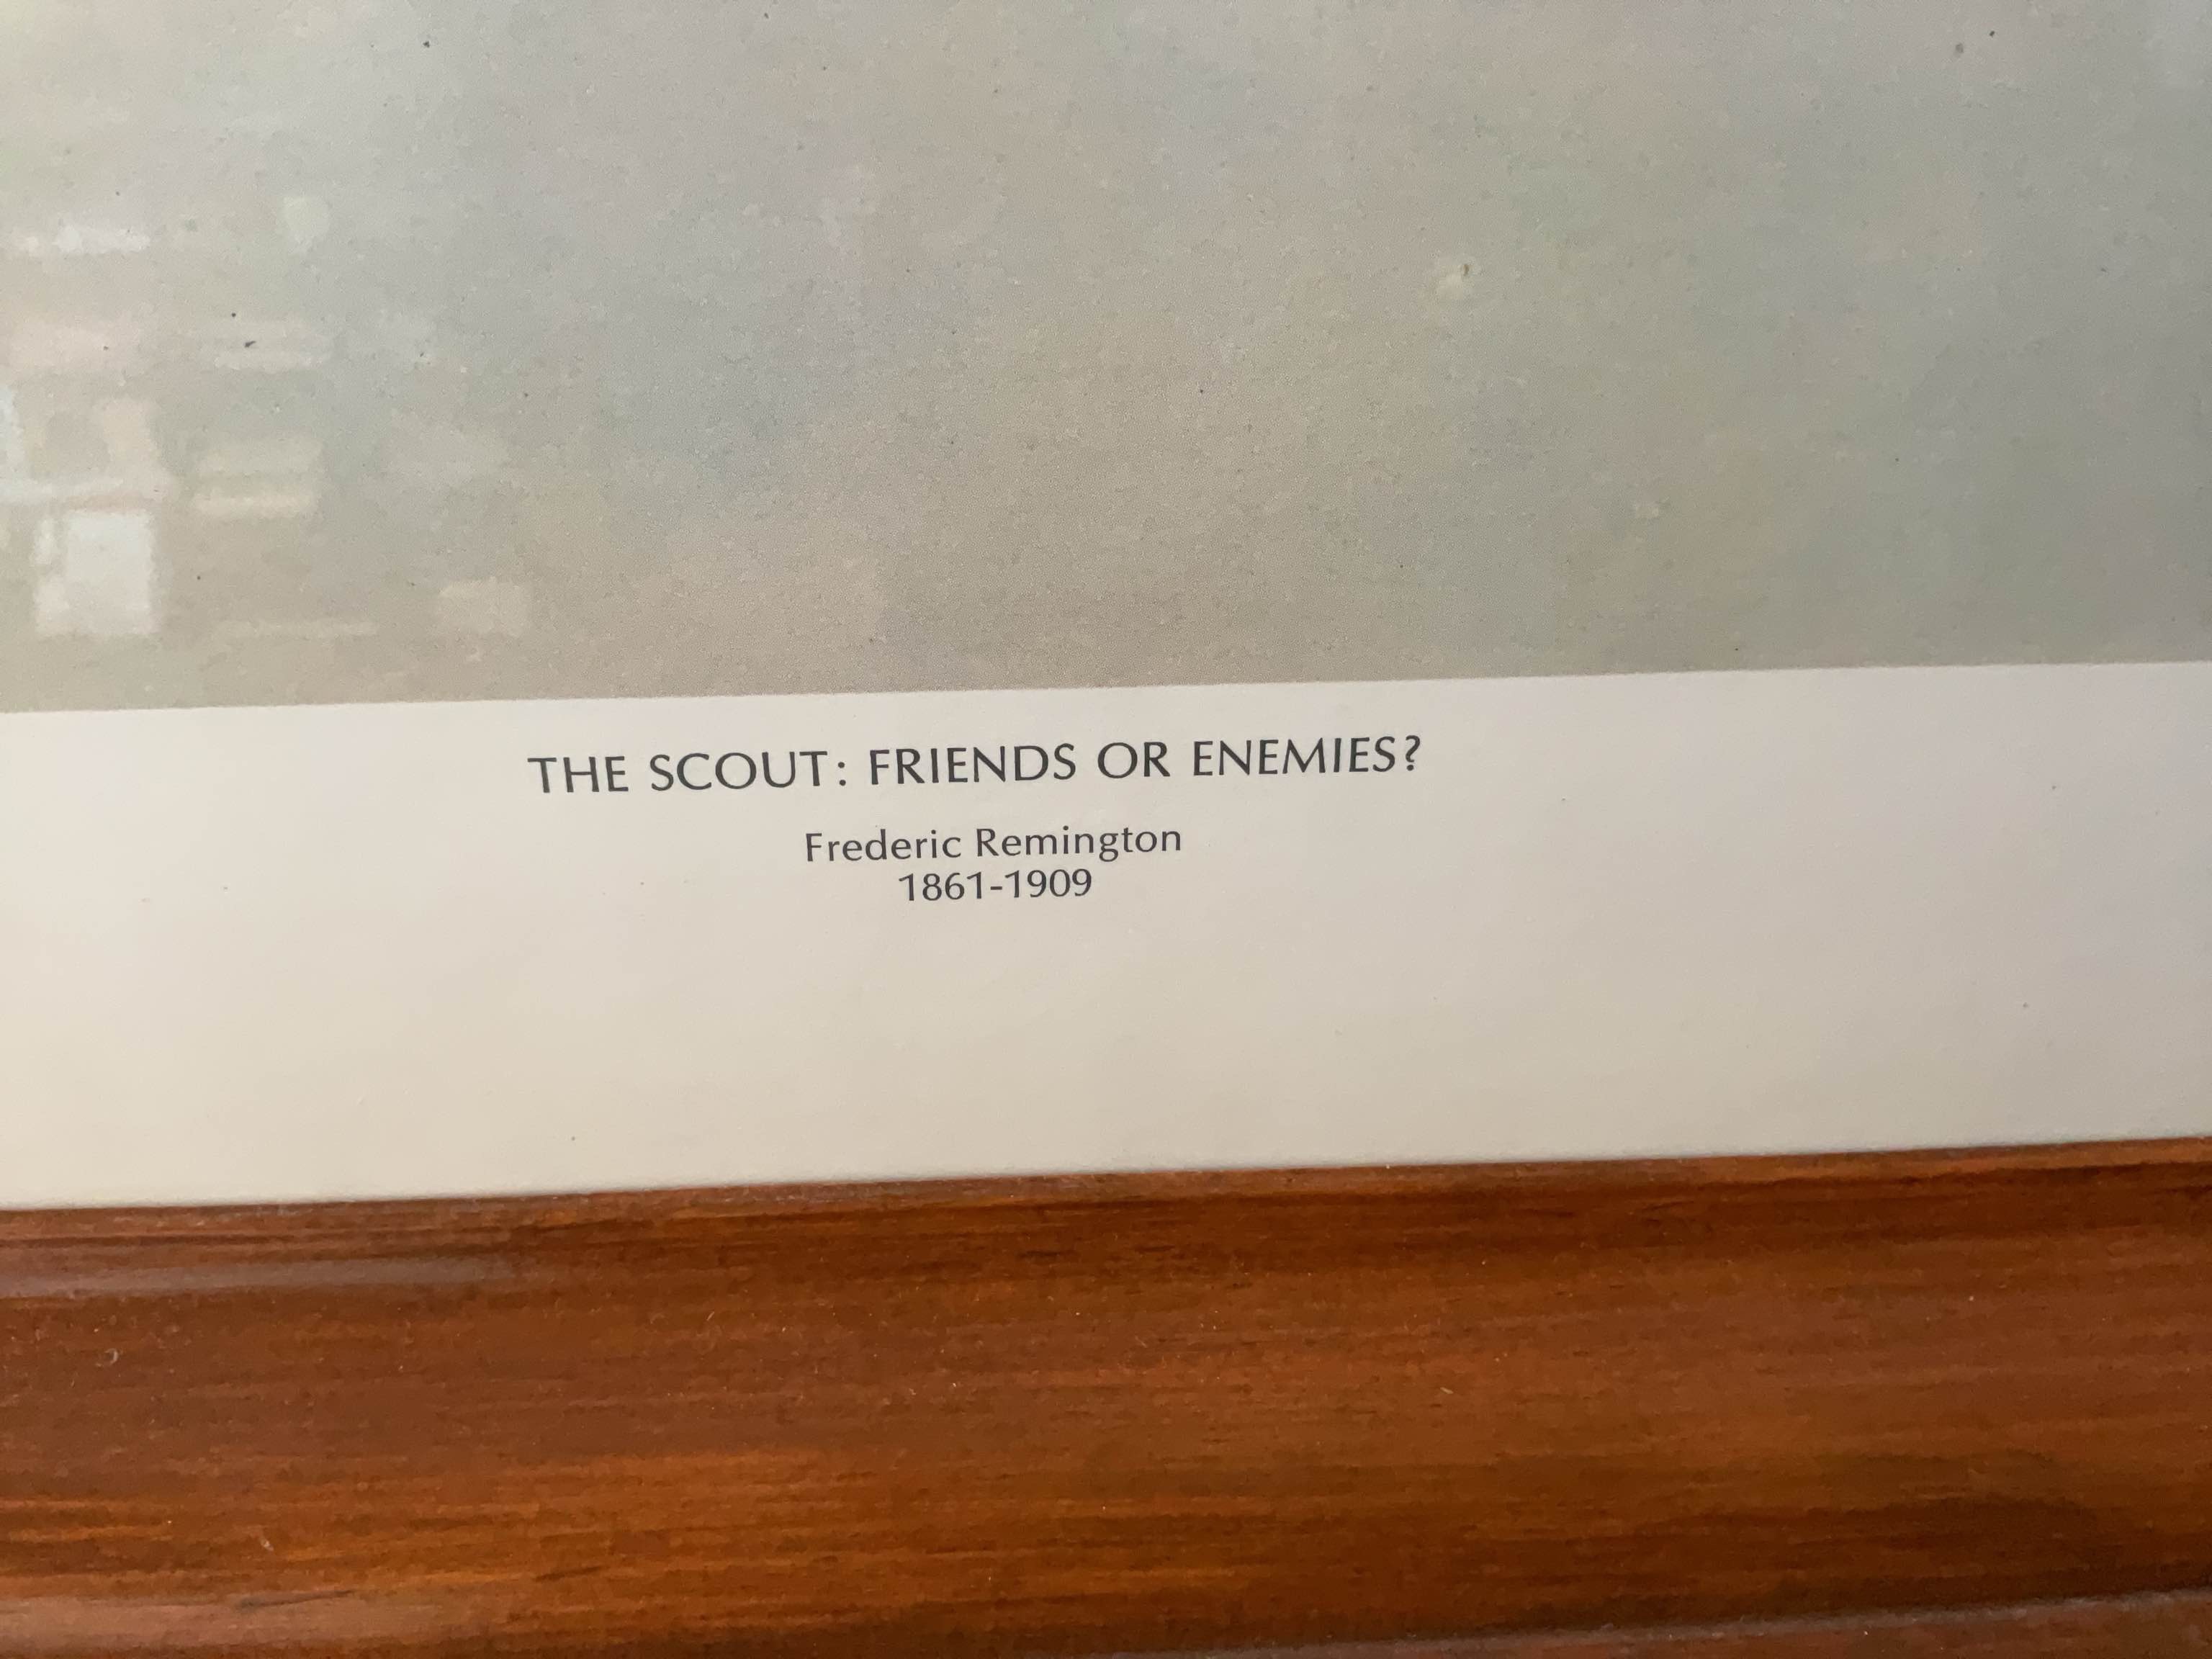 THE SCOUT: FRIENDS OR ENEMIES?
Frederic Remington
1861-1909